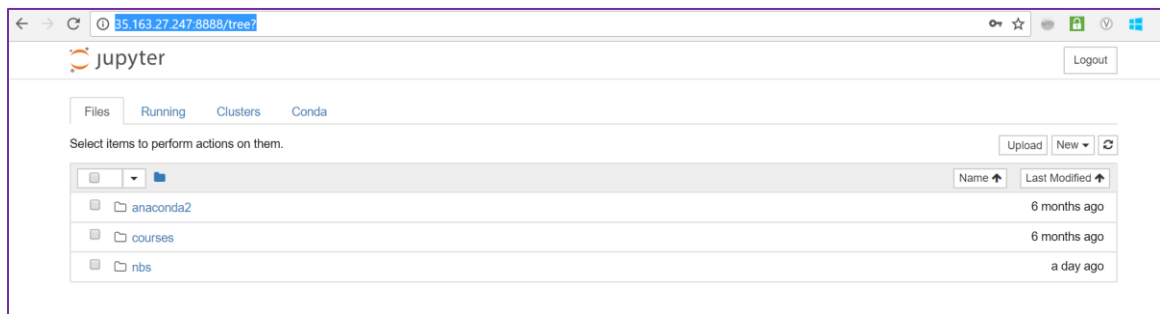 35.163.27.247:8888/tree?
jupyter
Logout
Files Running Clusters Conda
Select items to perform actions on them.
Upload New
Name Last Modified
anaconda2 6 months ago
courses 6 months ago
nbs a day ago